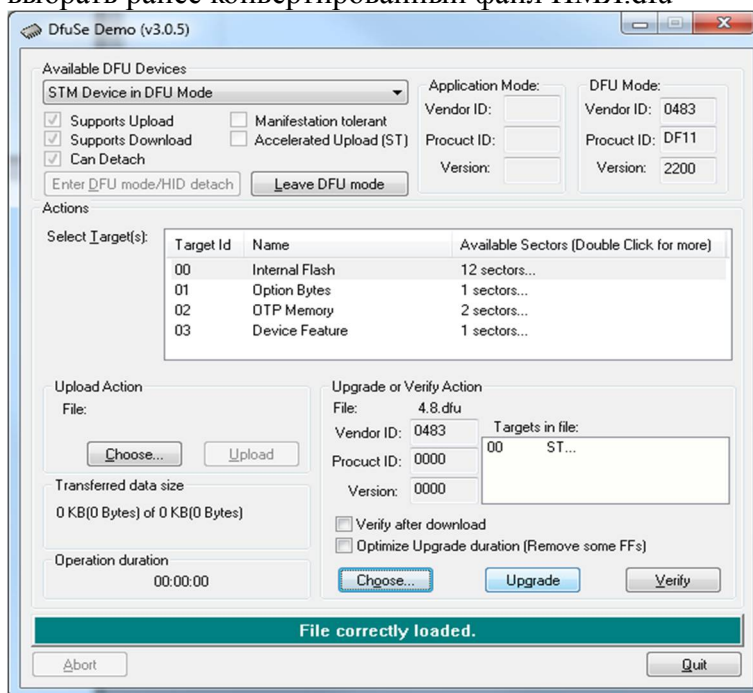 выбрать ранее конвертированный файл ИМЯ.dfu
DfuSe Demo (v3.0.5)
Available DFU Devices
STM Device in DFU Mode
Supports Upload
Manifestation tolerant
Supports Download
Accelerated Upload (ST)
Can Detach
Enter DFU mode/HID detach
Leave DFU mode
Application Mode:
Vendor ID:
Procuct ID:
Version:
DFU Mode:
Vendor ID: 0483
Procuct ID: DF11
Version: 2200
Actions
Select Target(s):
Target Id Name Available Sectors (Double Click for more)
00 Internal Flash 12 sectors...
01 Option Bytes 1 sectors...
02 OTP Memory 2 sectors...
03 Device Feature 1 sectors...
Upload Action
File:
Choose...
Upload
Transferred data size
0 KB(0 Bytes) of 0 KB(0 Bytes)
Operation duration
00:00:00
Upgrade or Verify Action
File: 4.8.dfu
Vendor ID: 0483
Procuct ID: 0000
Version: 0000
Targets in file:
00 ST...
Verify after download
Optimize Upgrade duration (Remove some FFs)
Choose...
Upgrade
Verify
File correctly loaded.
Abort
Quit